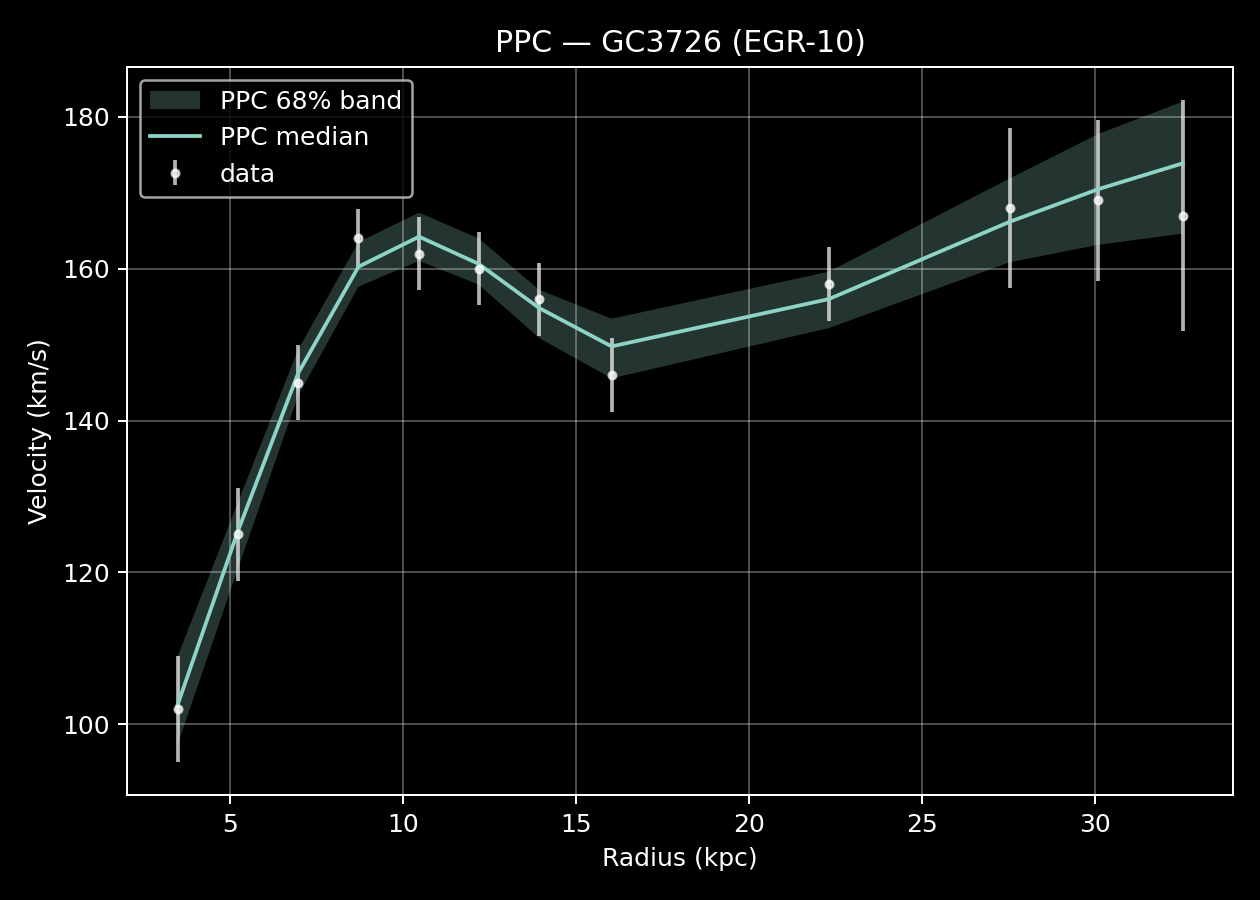 PPC — GC3726 (EGR-10)
PPC 68% band
PPC median
data
180
160
140
120
100
Velocity (km/s)
5 10 15 20 25 30
Radius (kpc)